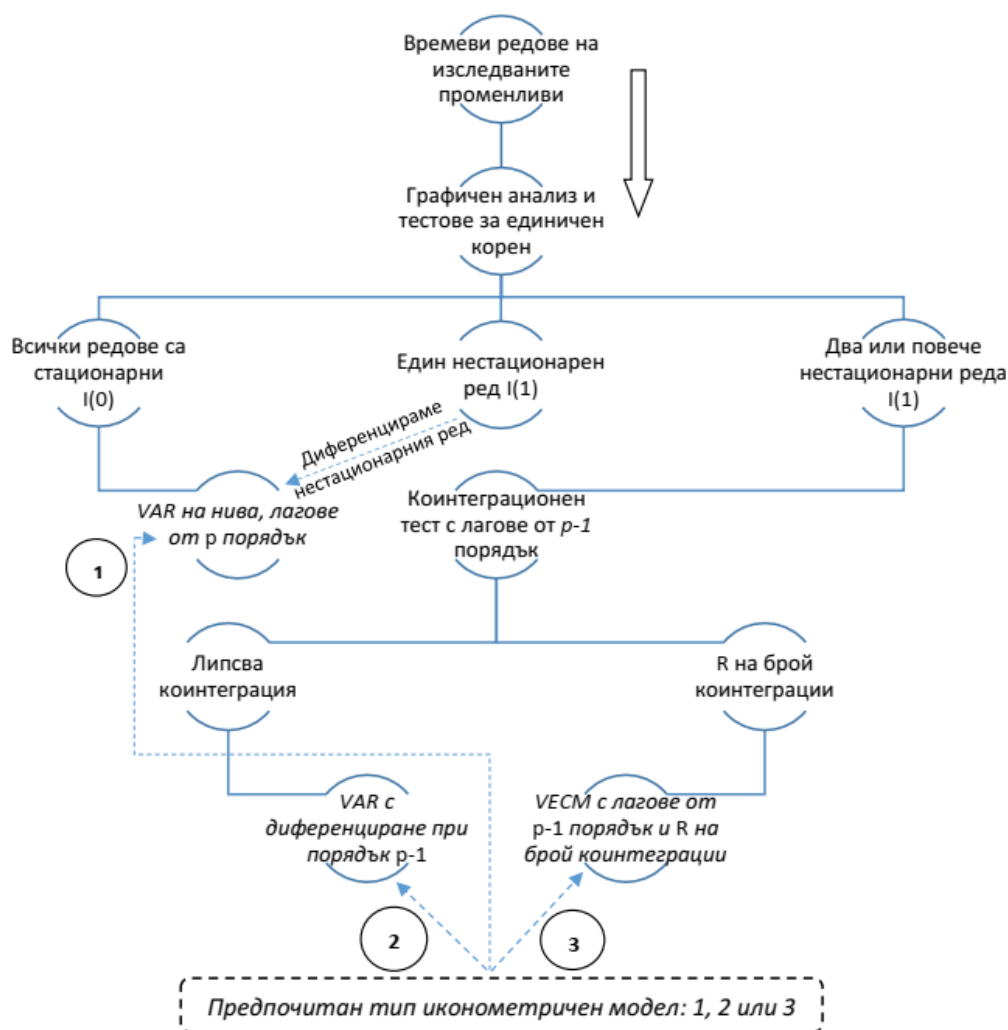 Времеви редове на
изследваните
променливи
Графичен анализ и
тестове за единичен
корен
Всички редове са
стационарни
I(0)
Един нестационарен
ред I(1)
Два или повече
нестационарни реда
I(1)
Диференцираме
нестационарния ред
VAR на нива, лагове
от p порядък
Коинтеграционен
тест с лагове от p-1
порядък
1
Липсва
коинтеграция
R на брой
коинтеграции
VAR с
диференциране при
порядък p-1
VECM с лагове от
p-1 порядък и R на
брой коинтеграции
2
3
Предпочитан тип иконометричен модел: 1, 2 или 3